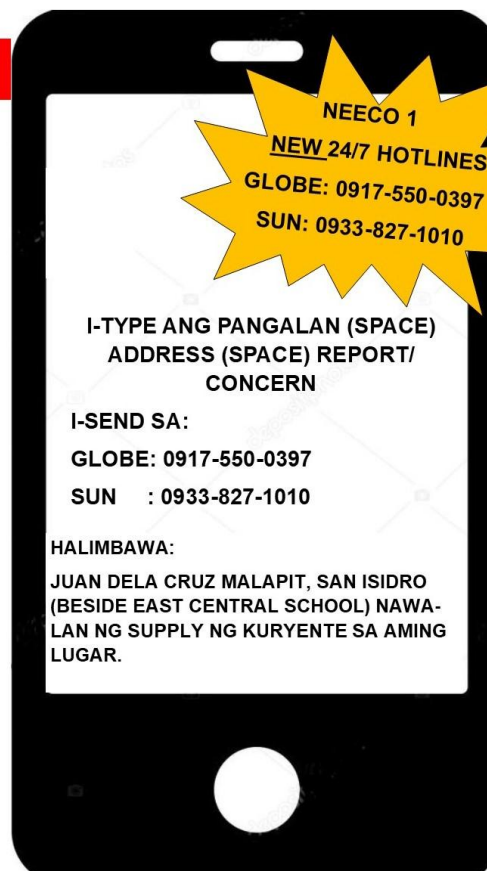 NEECO 1
NEW 24/7 HOTLINES
GLOBE: 0917-550-0397
SUN: 0933-827-1010
I-TYPE ANG PANGALAN (SPACE)
ADDRESS (SPACE) REPORT/
CONCERN
I-SEND SA:
GLOBE: 0917-550-0397
SUN : 0933-827-1010
HALIMBAWA:
JUAN DELA CRUZ MALAPIT, SAN ISIDRO
(BESIDE EAST CENTRAL SCHOOL) NAWA-
LAN NG SUPPLY NG KURYENTE SA AMING
LUGAR.